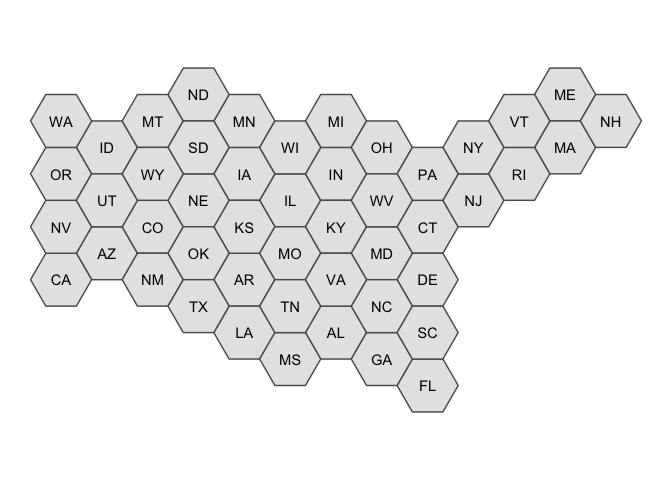 ND ME
WA MT MN MI VT NH
ID SD WI OH NY MA
OR WY IA IN PA RI
UT NE IL WV NJ
NV CO KS KY CT
AZ OK MO MD
CA NM AR VA DE
TX TN NC
LA AL SC
MS GA
FL